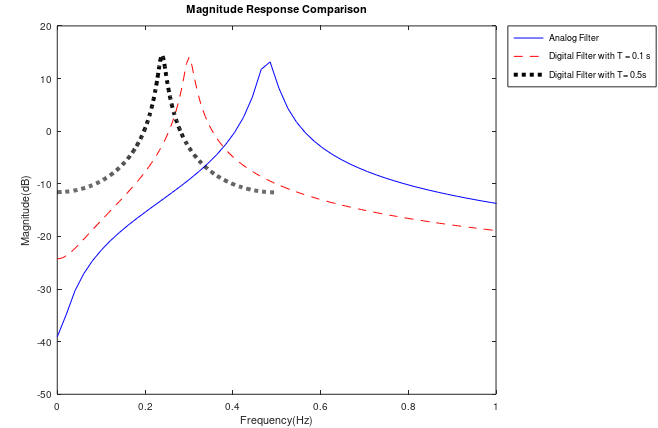 Magnitude Response Comparison
20
10
0
-10
-20
-30
-40
-50
Magnitude(dB)
0
0.2
0.4
0.6
0.8
1
Frequency(Hz)
Analog Filter
Digital Filter with T = 0.1 s
Digital Filter with T= 0.5s